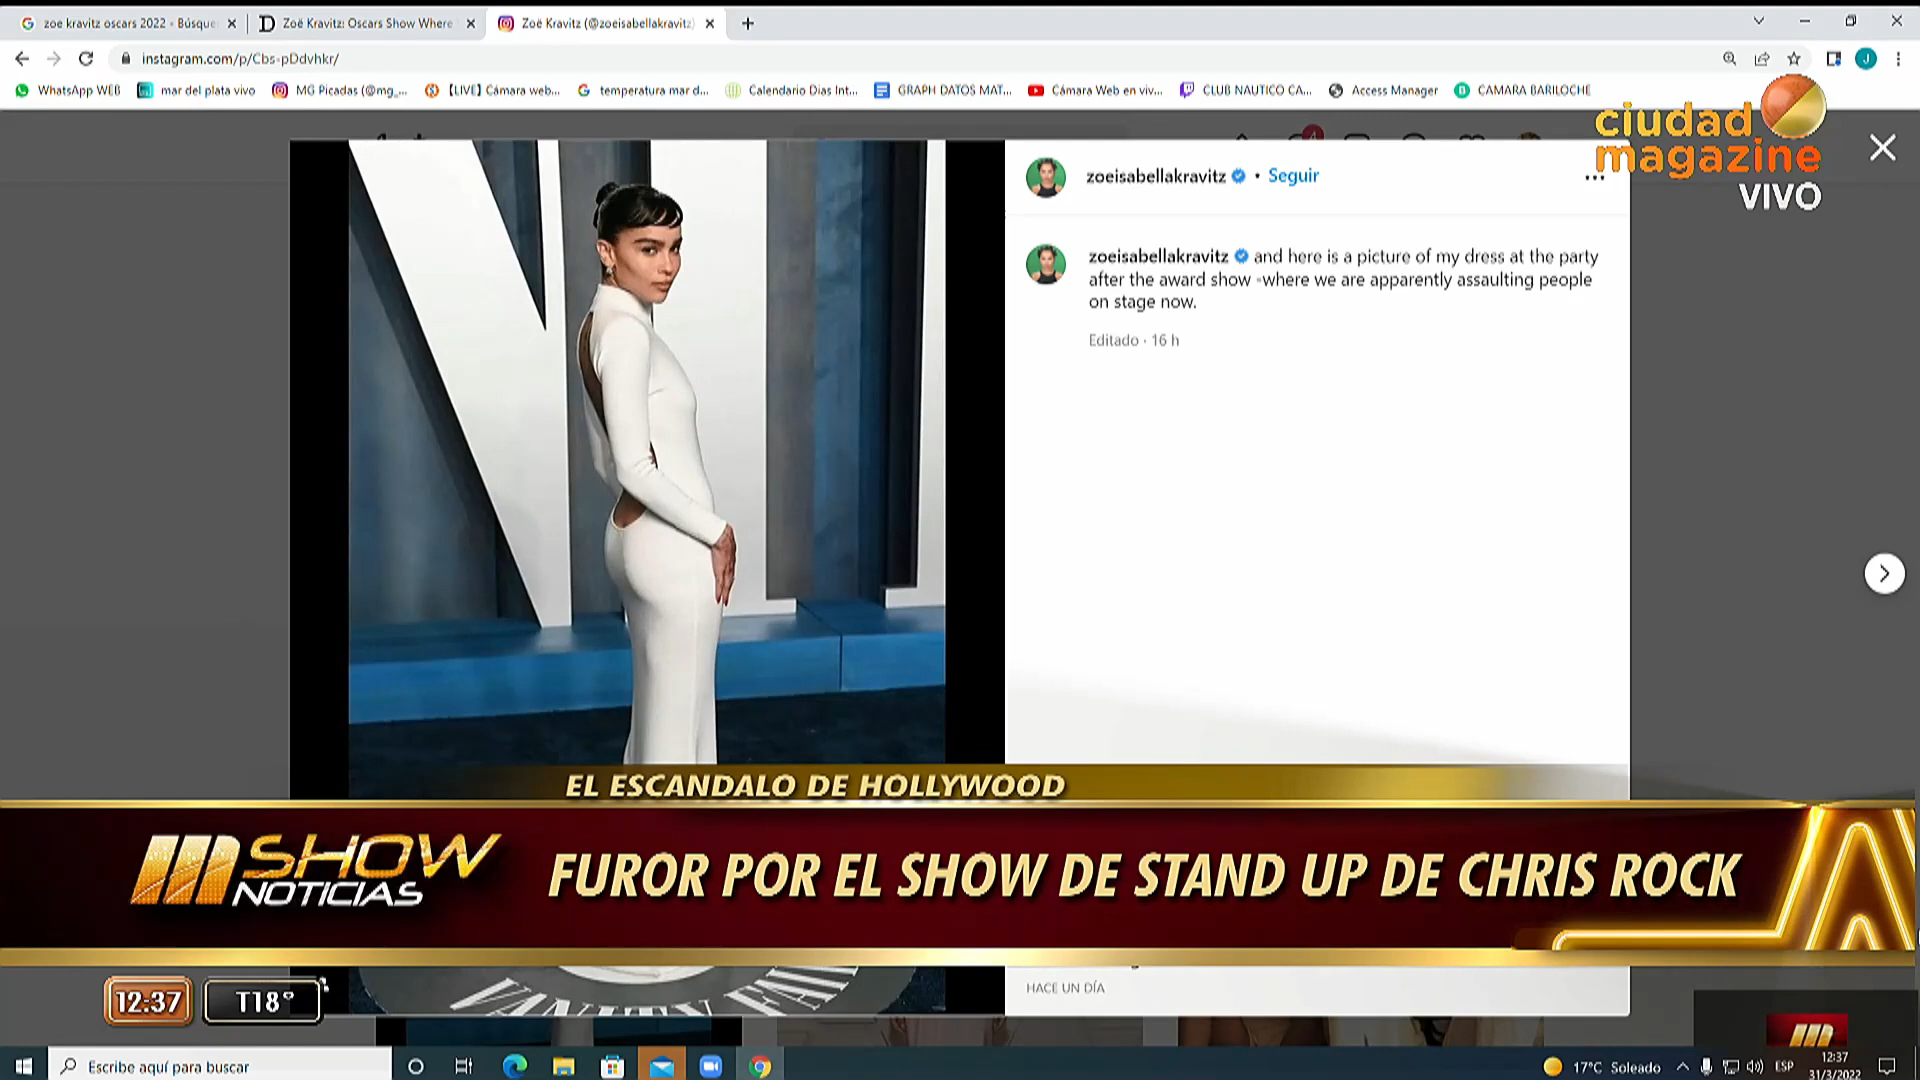 zoe kravitz oscars 2022 - Búsque
Zoë Kravitz: Oscars Show Where
Zoë Kravitz (@zoeisabellakravitz)
instagram.com/p/Cbs-pDdvhkr/
J
WhatsApp WEB
mar del plata vivo
MG Picadas (@mg_...
[LIVE] Cámara web...
temperatura mar d...
Calendario Dias Int...
GRAPH DATOS MAT...
Cámara Web en viv...
CLUB NAUTICO CA...
Access Manager
CAMARA BARILOCHE
ciudad
magazine
VIVO
4
zoeisabellakravitz • Seguir
zoeisabellakravitz and here is a picture of my dress at the party
after the award show -where we are apparently assaulting people
on stage now.
Editado · 16 h
EL ESCANDALO DE HOLLYWOOD
SHOW
NOTICIAS
FUROR POR EL SHOW DE STAND UP DE CHRIS ROCK
HACE UN DÍA
12:37
T18°
VANITY FAI
Escribe aquí para buscar
17°C Soleado
ESP
12:37
31/3/2022